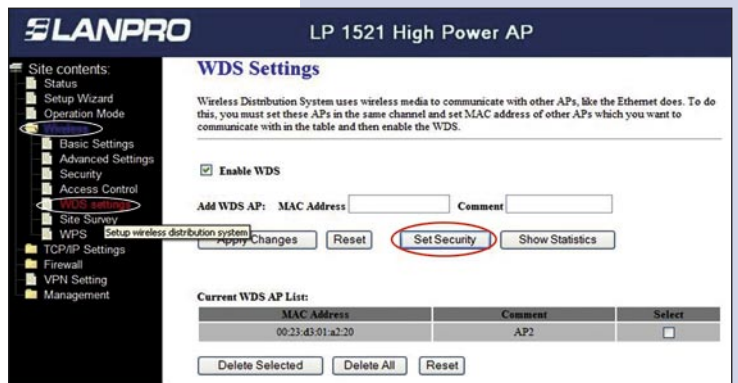 LANPRO
LP 1521 High Power AP
Site contents:
Status
Setup Wizard
Operation Mode
Wireless
Basic Settings
Advanced Settings
Security
Access Control
WDS settings
Site Survey
WPS
TCP/IP Settings
Firewall
VPN Setting
Management
Setup wireless distribution system
WDS Settings
Wireless Distribution System uses wireless media to communicate with other APs, like the Ethernet does. To do
this, you must set these APs in the same channel and set MAC address of other APs which you want to
communicate with in the table and then enable the WDS.
Enable WDS
Add WDS AP: MAC Address Comment
Apply Changes Reset Set Security Show Statistics
Current WDS AP List:
MAC Address Comment Select
00:23:d3:01:a2:20 AP2
Delete Selected Delete All Reset